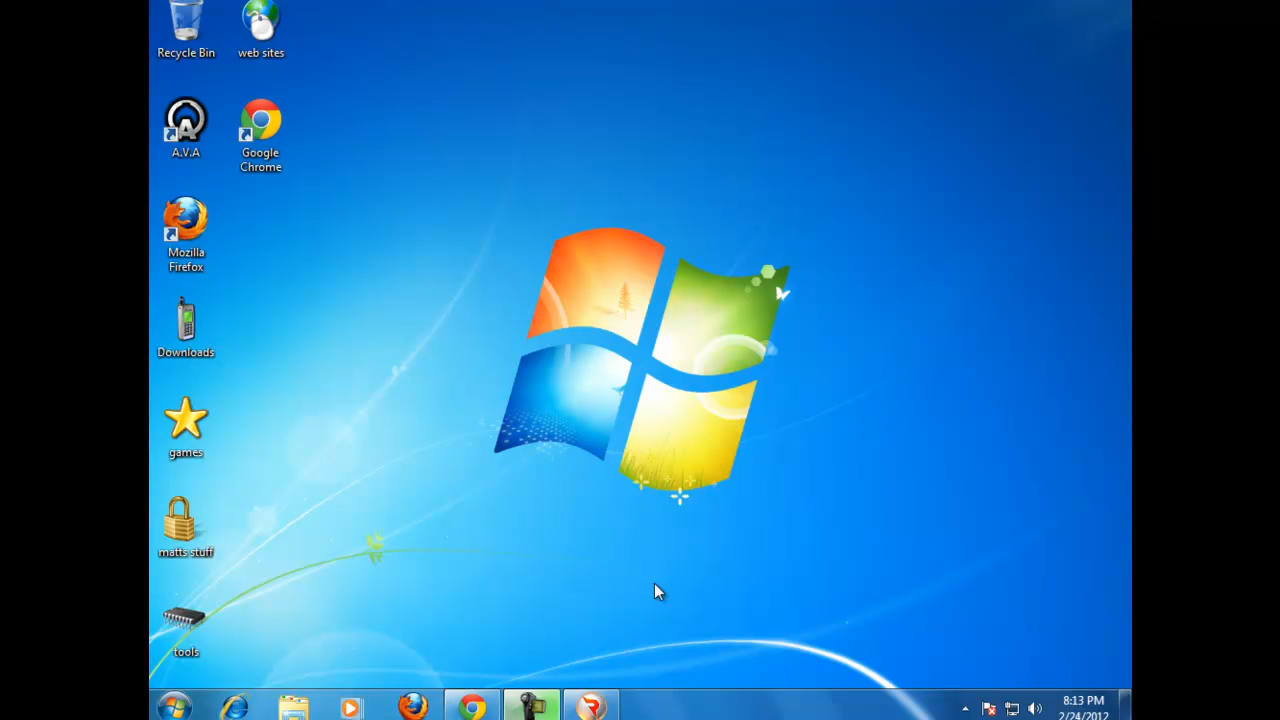 Recycle Bin
web sites
A.V.A
Google
Chrome
Mozilla
Firefox
Downloads
games
matts stuff
tools
8:13 PM
2/24/2012